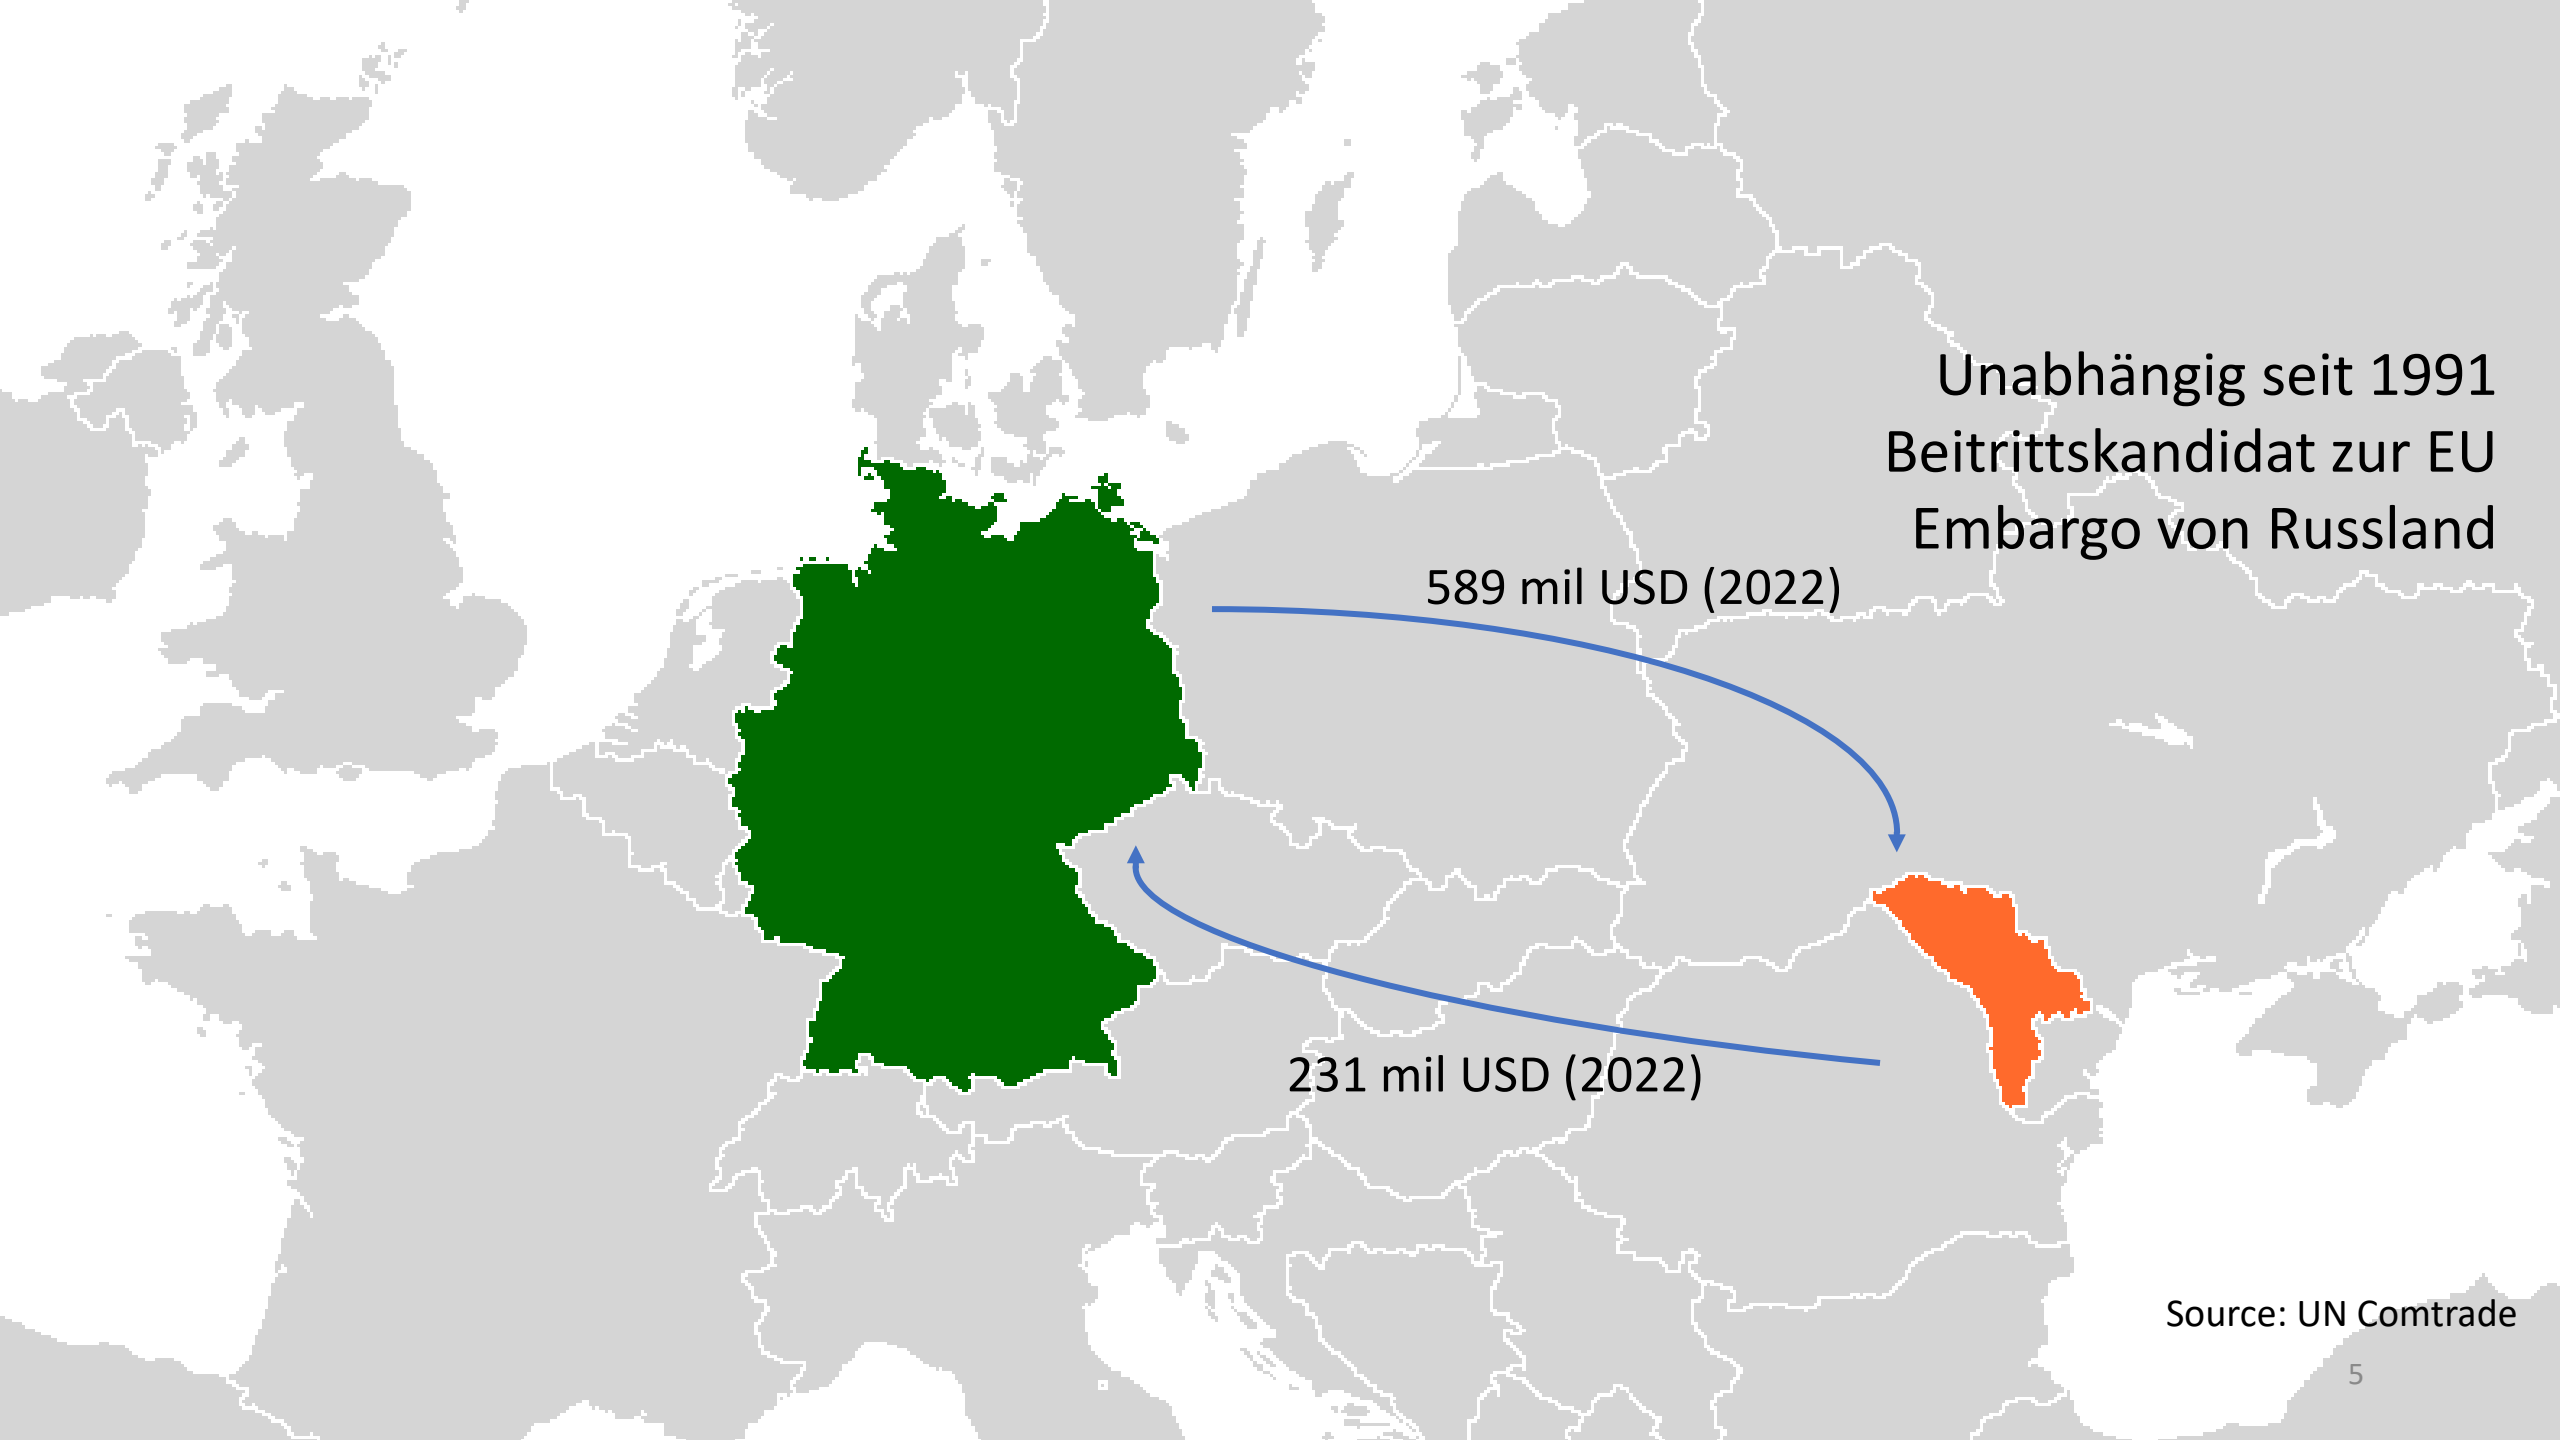 Unabhängig seit 1991
Beitrittskandidat zur EU
Embargo von Russland
589 mil USD (2022)
231 mil USD (2022)
Source: UN Comtrade
5